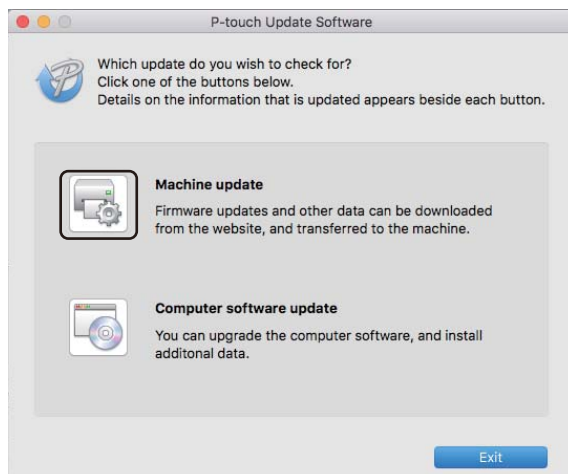 P-touch Update Software
Which update do you wish to check for?
Click one of the buttons below.
Details on the information that is updated appears beside each button.
Machine update
Firmware updates and other data can be downloaded
from the website, and transferred to the machine.
Computer software update
You can upgrade the computer software, and install
additonal data.
Exit